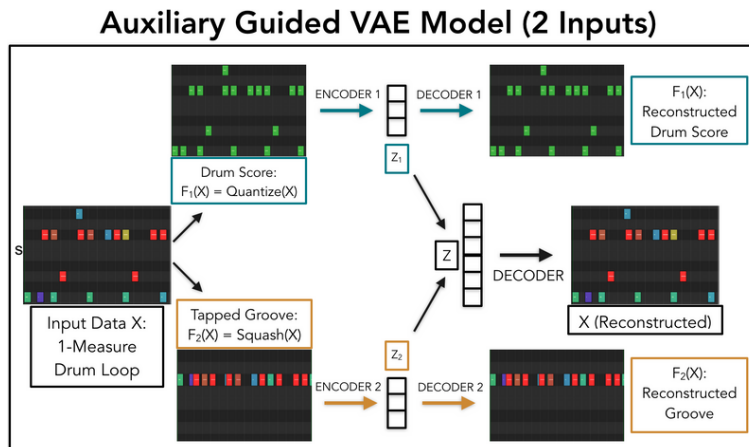 Auxiliary Guided VAE Model (2 Inputs)
ENCODER 1
DECODER 1
F₁(X):
Reconstructed
Drum Score
Z₁
Drum Score:
F₁(X) = Quantize(X)
S
Z
DECODER
Input Data X:
1-Measure
Drum Loop
Tapped Groove:
F₂(X) = Squash(X)
X (Reconstructed)
Z₂
ENCODER 2
DECODER 2
F₂(X):
Reconstructed
Groove